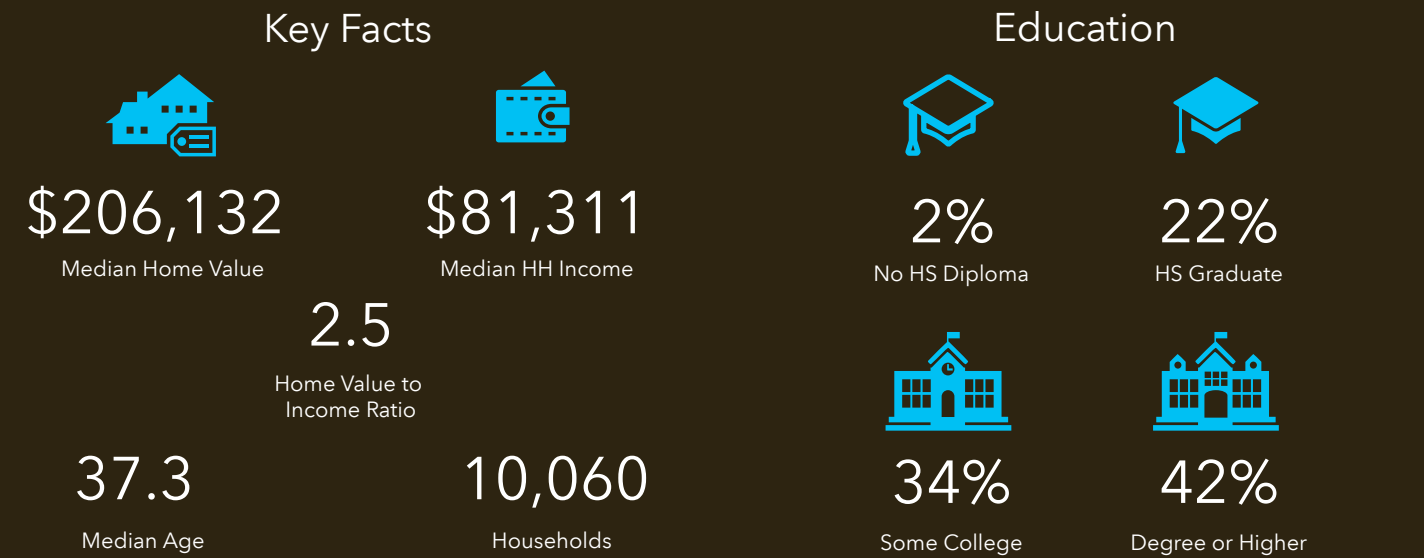 Key Facts
$206,132
Median Home Value
$81,311
Median HH Income
2.5
Home Value to
Income Ratio
37.3
Median Age
10,060
Households
Education
2%
No HS Diploma
22%
HS Graduate
34%
Some College
42%
Degree or Higher